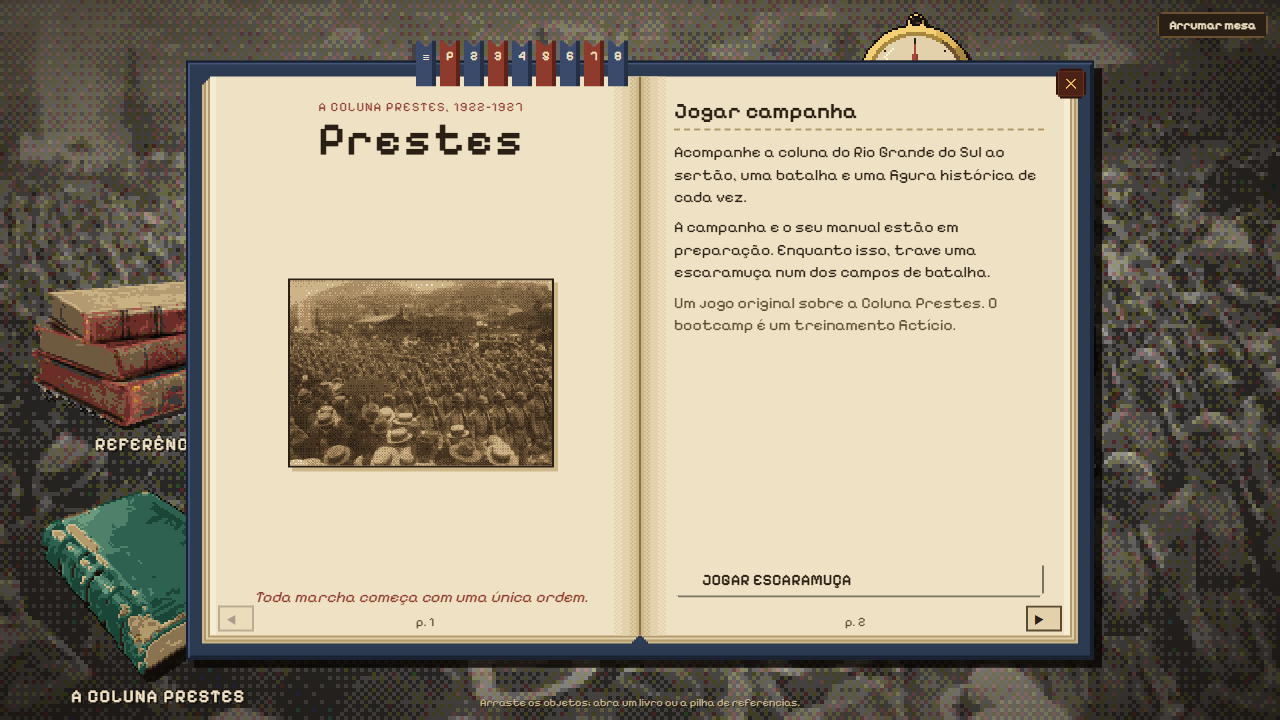 Arrumar mesa
≡ P 2 3 4 5 6 7 8
A COLUNA PRESTES, 1922-1927
Prestes
Toda marcha começa com uma única ordem.
p. 1
Jogar campanha
Acompanhe a coluna do Rio Grande do Sul ao
sertão, uma batalha e uma figura histórica de
cada vez.
A campanha e o seu manual estão em
preparação. Enquanto isso, trave uma
escaramuça num dos campos de batalha.
Um jogo original sobre a Coluna Prestes. O
bootcamp é um treinamento fictício.
JOGAR ESCARAMUÇA
p. 2
REFERÊNC
A COLUNA PRESTES
Arraste os objetos; abra um livro ou a pilha de referências.